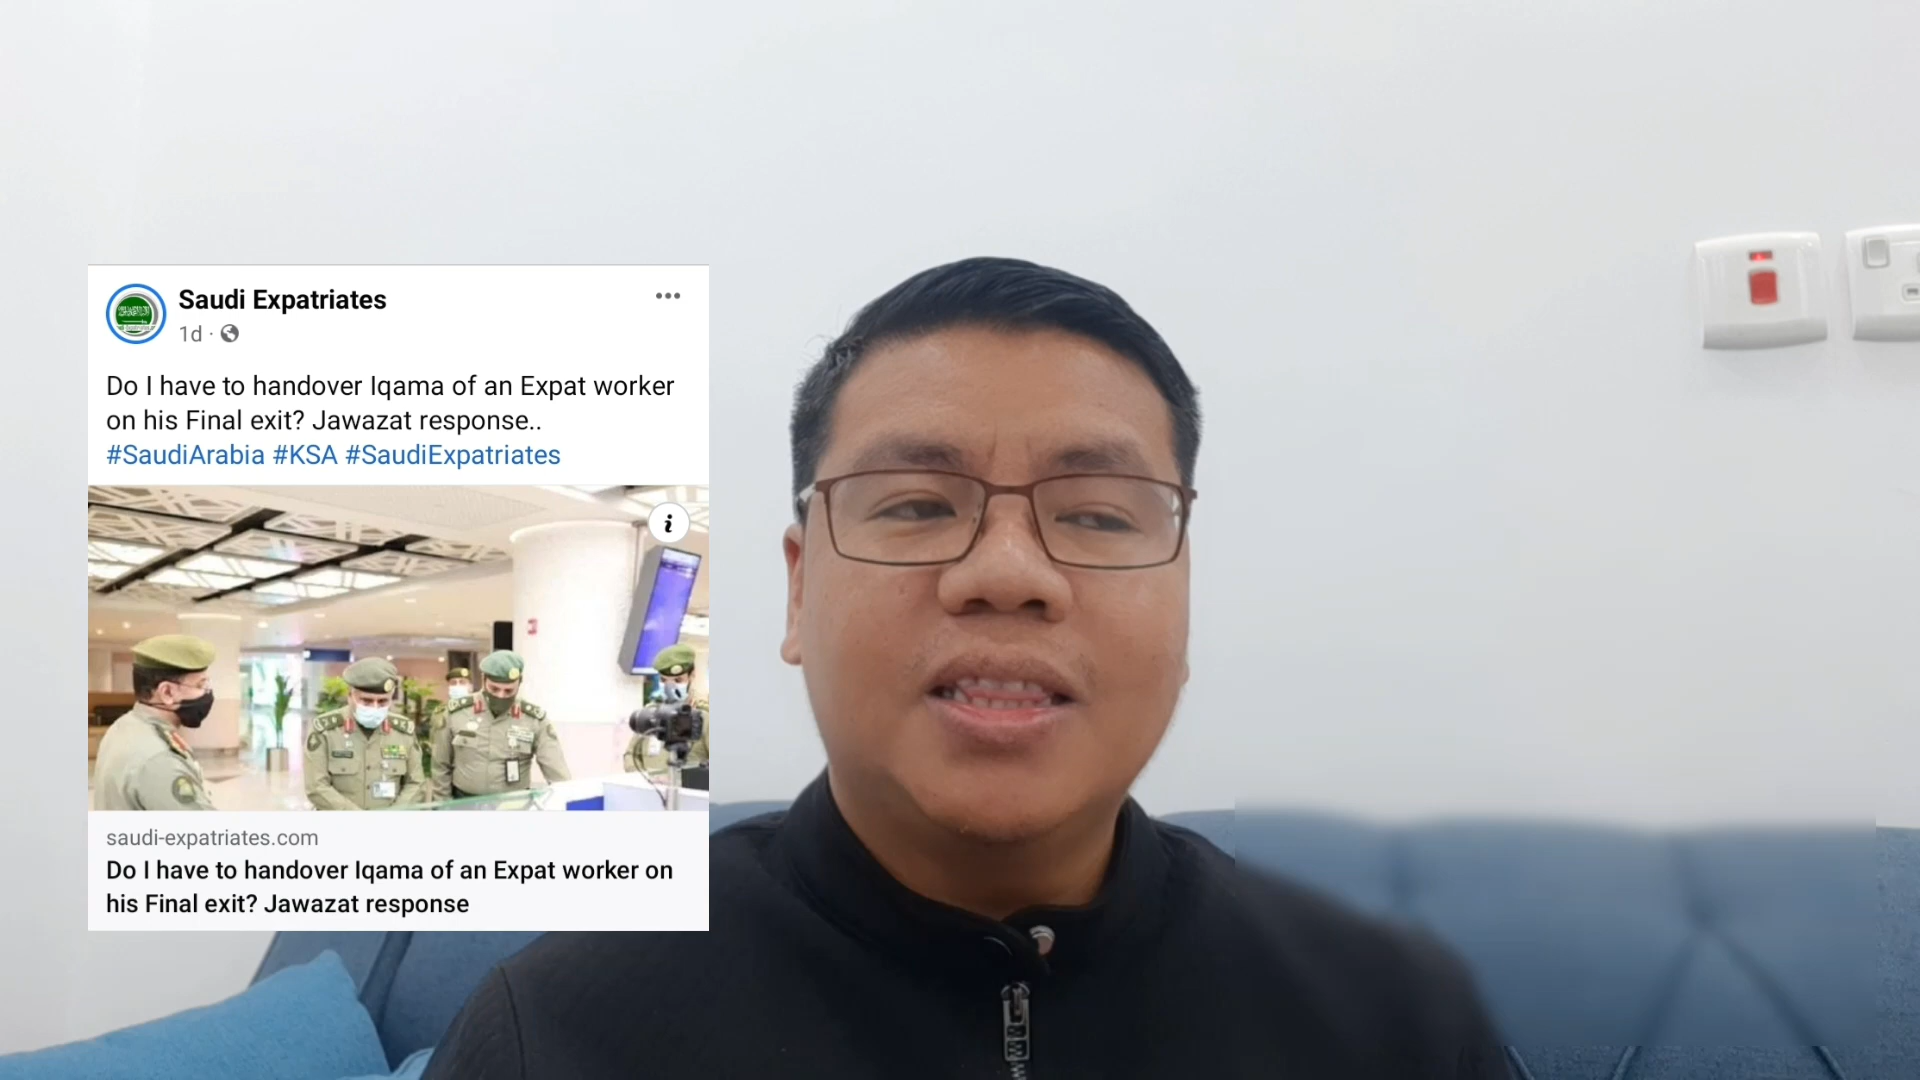 Saudi Expatriates
1d ·
Do I have to handover Iqama of an Expat worker
on his Final exit? Jawazat response..
#SaudiArabia #KSA #SaudiExpatriates
saudi-expatriates.com
Do I have to handover Iqama of an Expat worker on
his Final exit? Jawazat response